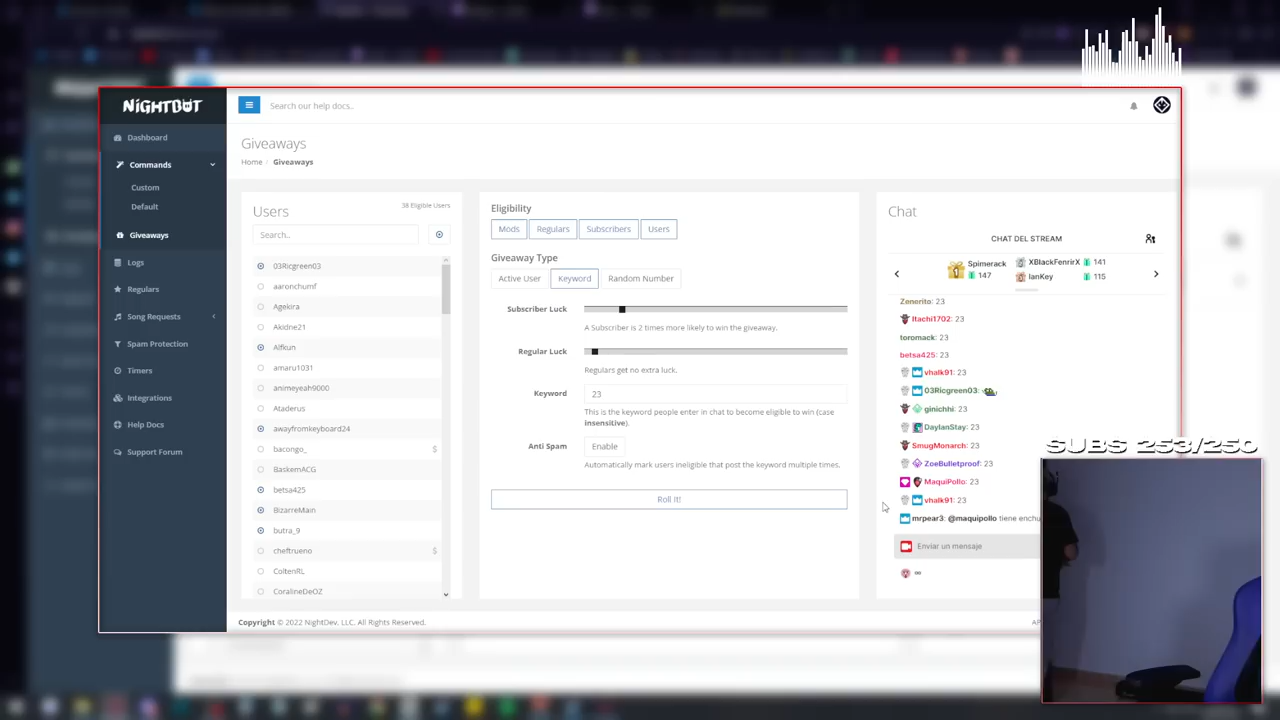 NIGHTBOT
Search our help docs..
Dashboard
Commands
Custom
Default
Giveaways
Logs
Regulars
Song Requests
Spam Protection
Timers
Integrations
Help Docs
Support Forum
Giveaways
Home / Giveaways
Users
38 Eligible Users
Search..
03Ricgreen03
aaronchumf
Agekira
Akidne21
Alfkun
amaru1031
animeyeah9000
Ataderus
awayfromkeyboard24
bacongo_ $
BaskemACG
betsa425
BizarreMain
butra_9
cheftrueno $
ColtenRL
CoralineDeOZ
Eligibility
Mods Regulars Subscribers Users
Giveaway Type
Active User Keyword Random Number
Subscriber Luck
A Subscriber is 2 times more likely to win the giveaway.
Regular Luck
Regulars get no extra luck.
Keyword 23
This is the keyword people enter in chat to become eligible to win (case
insensitive).
Anti Spam Enable
Automatically mark users ineligible that post the keyword multiple times.
Roll It!
Chat
CHAT DEL STREAM
Spimerack
147
XBlackFenrirX 141
IanKey 115
Zenerito: 23
Itachi1702: 23
toromack: 23
betsa425: 23
vhalk91: 23
03Ricgreen03:
ginichhi: 23
DaylanStay: 23
SmugMonarch: 23
ZoeBulletproof: 23
MaquiPollo: 23
vhalk91: 23
mrpear3: @maquipollo tiene enchu
Enviar un mensaje
∞
Copyright © 2022 NightDev, LLC. All Rights Reserved.
AP
SUBS 253/250